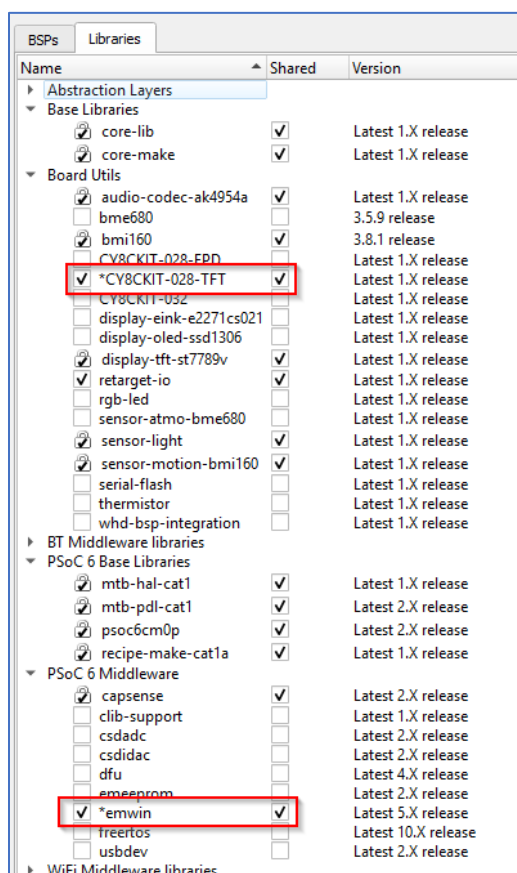 BSPs Libraries
Name Shared Version
Abstraction Layers
Base Libraries
core-lib Latest 1.X release
core-make Latest 1.X release
Board Utils
audio-codec-ak4954a Latest 1.X release
bme680 3.5.9 release
bmi160 3.8.1 release
CY8CKIT-028-EPD Latest 1.X release
*CY8CKIT-028-TFT Latest 1.X release
CY8CKIT-032 Latest 1.X release
display-eink-e2271cs021 Latest 1.X release
display-oled-ssd1306 Latest 1.X release
display-tft-st7789v Latest 1.X release
retarget-io Latest 1.X release
rgb-led Latest 1.X release
sensor-atmo-bme680 Latest 1.X release
sensor-light Latest 1.X release
sensor-motion-bmi160 Latest 1.X release
serial-flash Latest 1.X release
thermistor Latest 1.X release
whd-bsp-integration Latest 1.X release
BT Middleware libraries
PSoC 6 Base Libraries
mtb-hal-cat1 Latest 1.X release
mtb-pdl-cat1 Latest 2.X release
psoc6cm0p Latest 2.X release
recipe-make-cat1a Latest 1.X release
PSoC 6 Middleware
capsense Latest 2.X release
clib-support Latest 1.X release
csdadc Latest 2.X release
csdidac Latest 2.X release
dfu Latest 4.X release
emeeprom Latest 2.X release
*emwin Latest 5.X release
freertos Latest 10.X release
usbdev Latest 2.X release
WiFi Middleware libraries